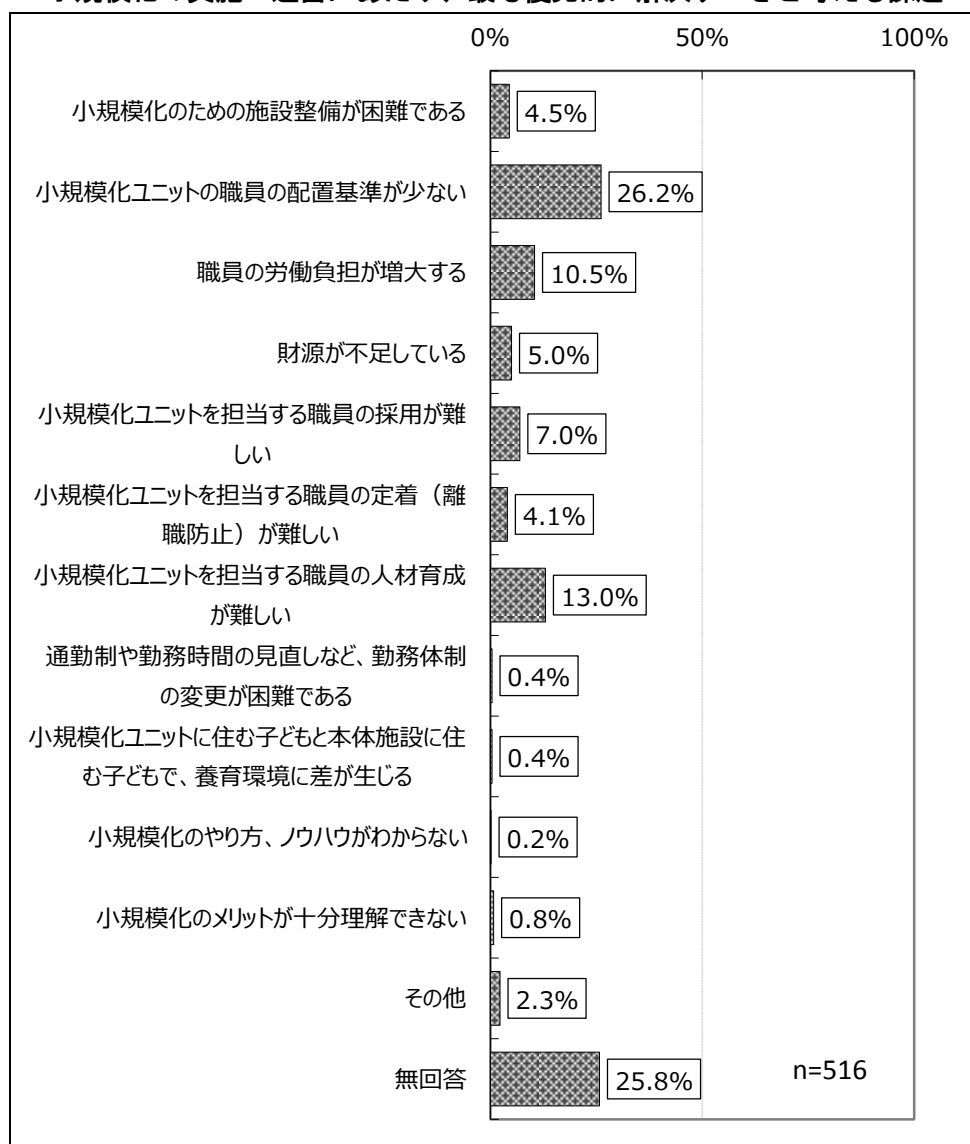 0% 50% 100%
小規模化のための施設整備が困難である 4.5%
小規模化ユニットの職員の配置基準が少ない 26.2%
職員の労働負担が増大する 10.5%
財源が不足している 5.0%
小規模化ユニットを担当する職員の採用が難
しい 7.0%
小規模化ユニットを担当する職員の定着（離
職防止）が難しい 4.1%
小規模化ユニットを担当する職員の人材育成
が難しい 13.0%
通勤制や勤務時間の見直しなど、勤務体制
の変更が困難である 0.4%
小規模化ユニットに住む子どもと本体施設に住
む子どもで、養育環境に差が生じる 0.4%
小規模化のやり方、ノウハウがわからない 0.2%
小規模化のメリットが十分理解できない 0.8%
その他 2.3%
無回答 25.8%
n=516